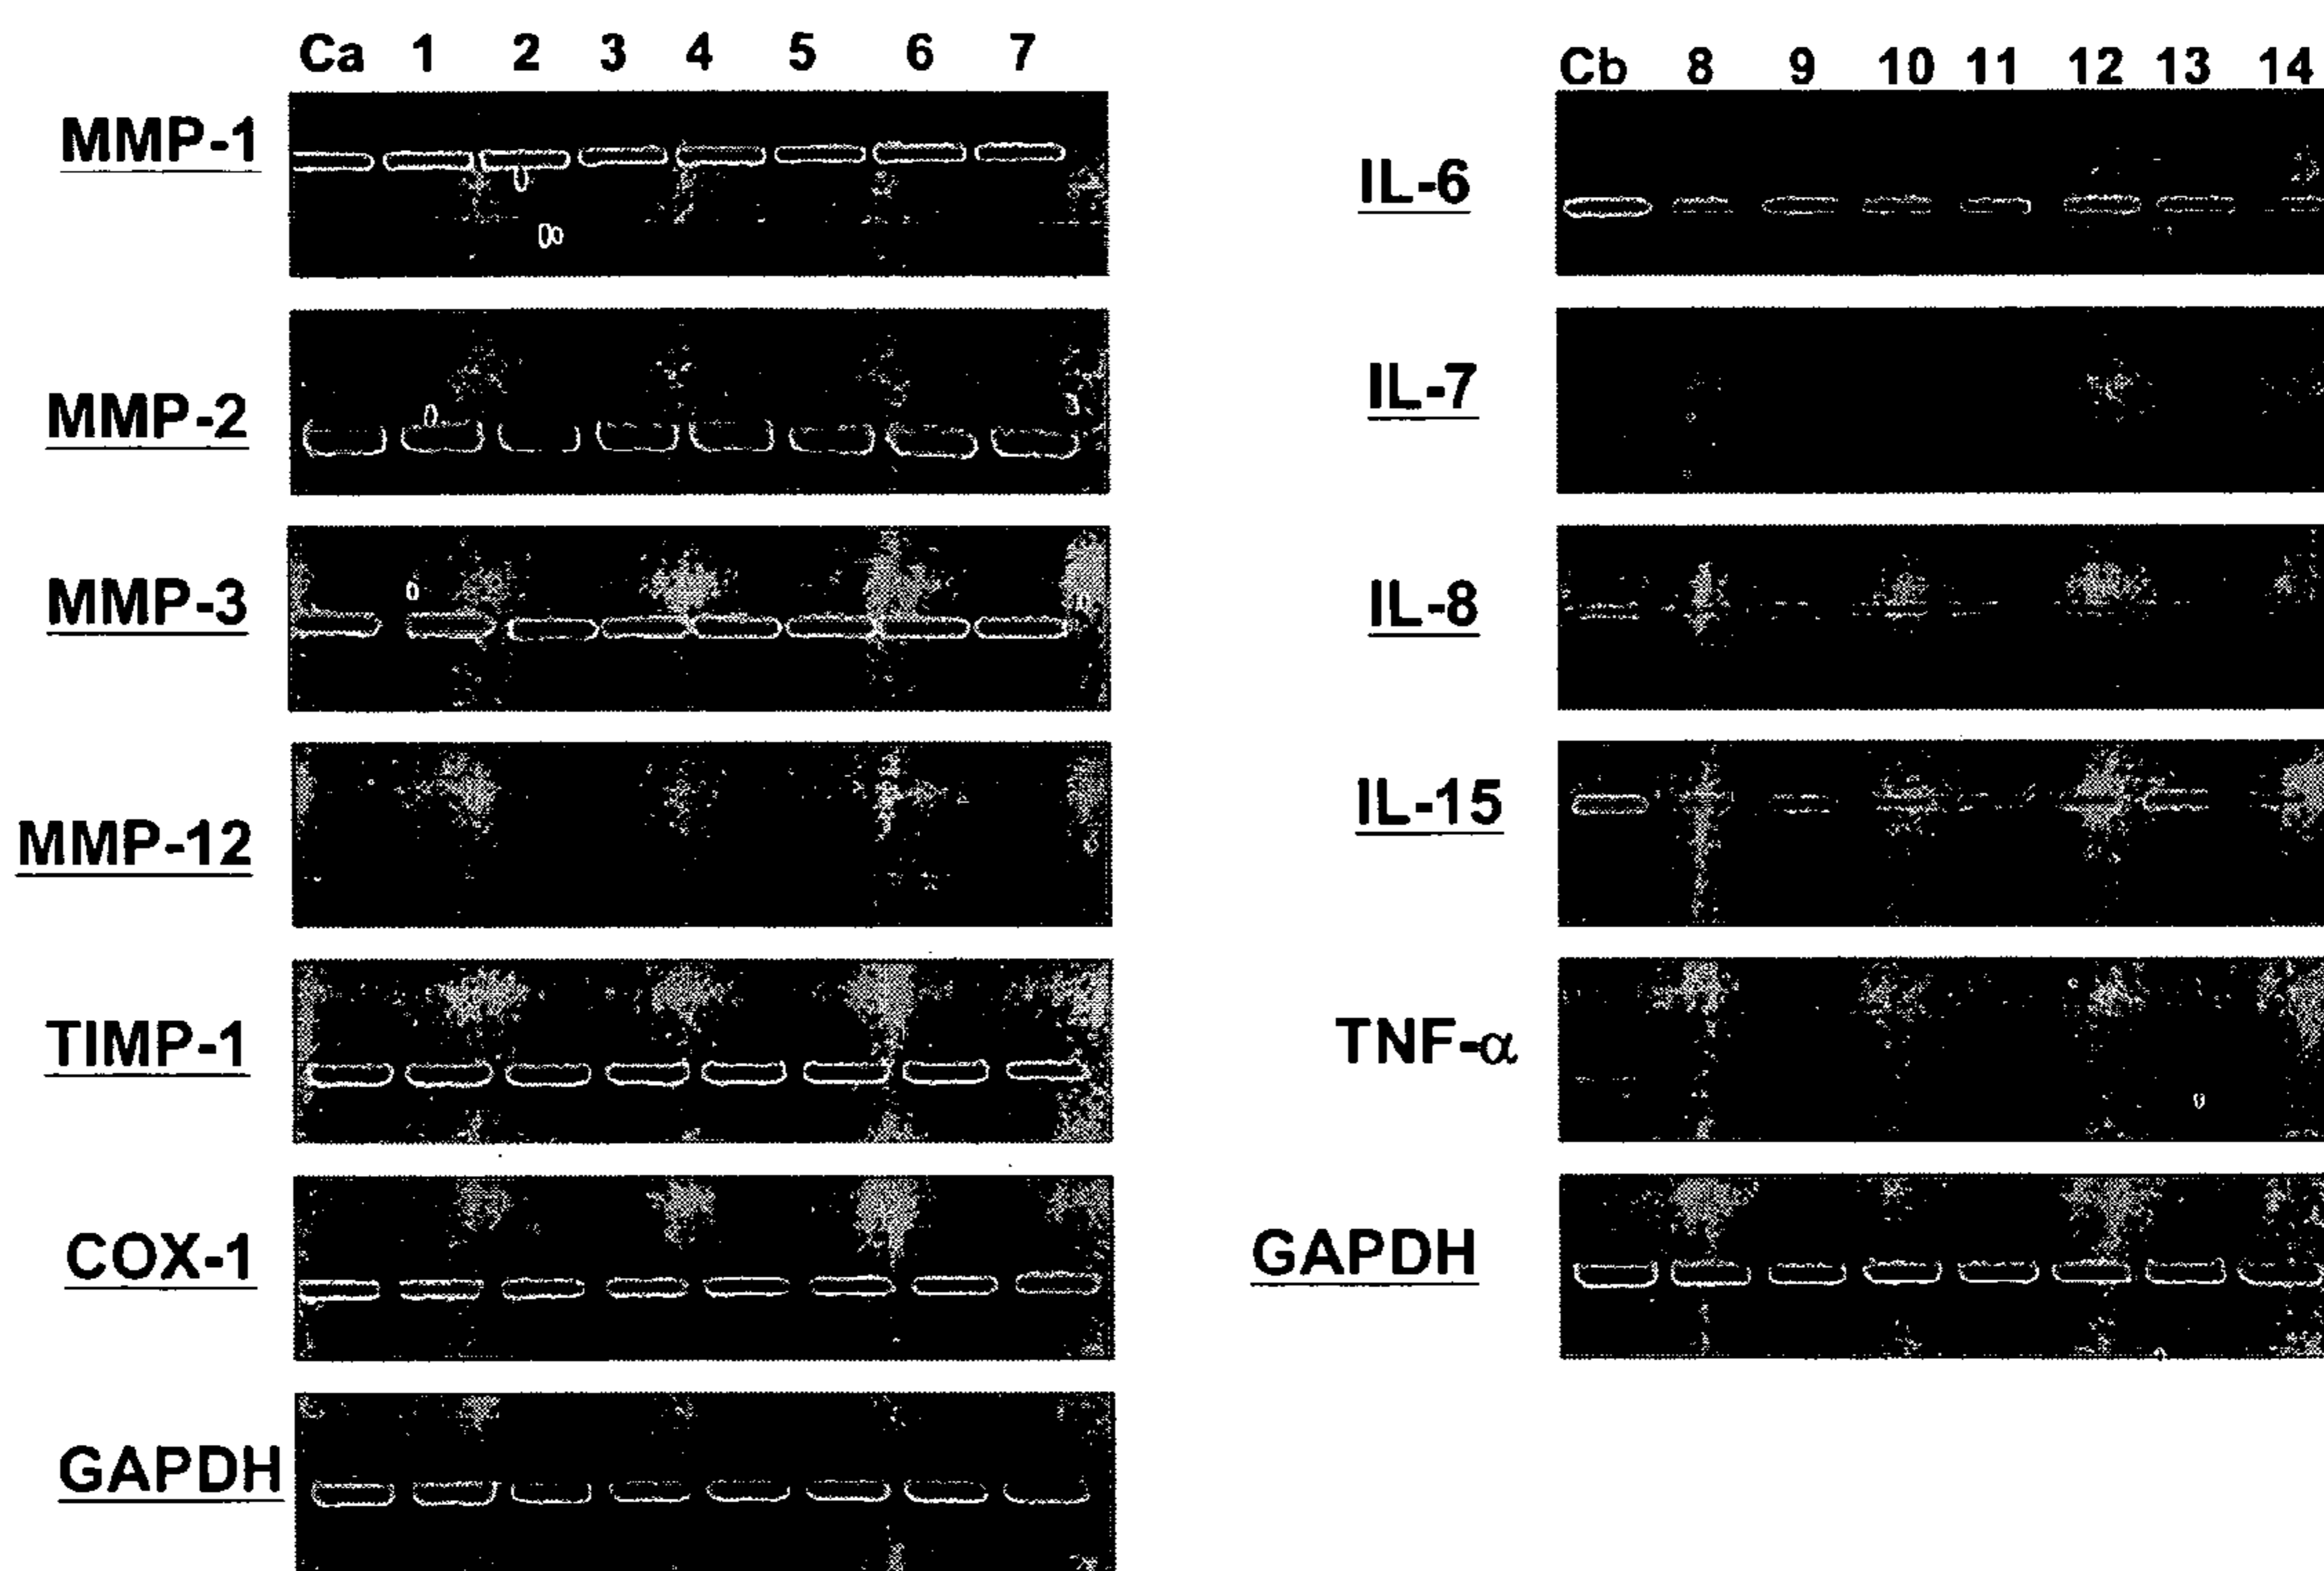 Ca 1 2 3 4 5 6 7
MMP-1
MMP-2
MMP-3
MMP-12
TIMP-1
COX-1
GAPDH
Cb 8 9 10 11 12 13 14
IL-6
IL-7
IL-8
IL-15
TNF-α
GAPDH